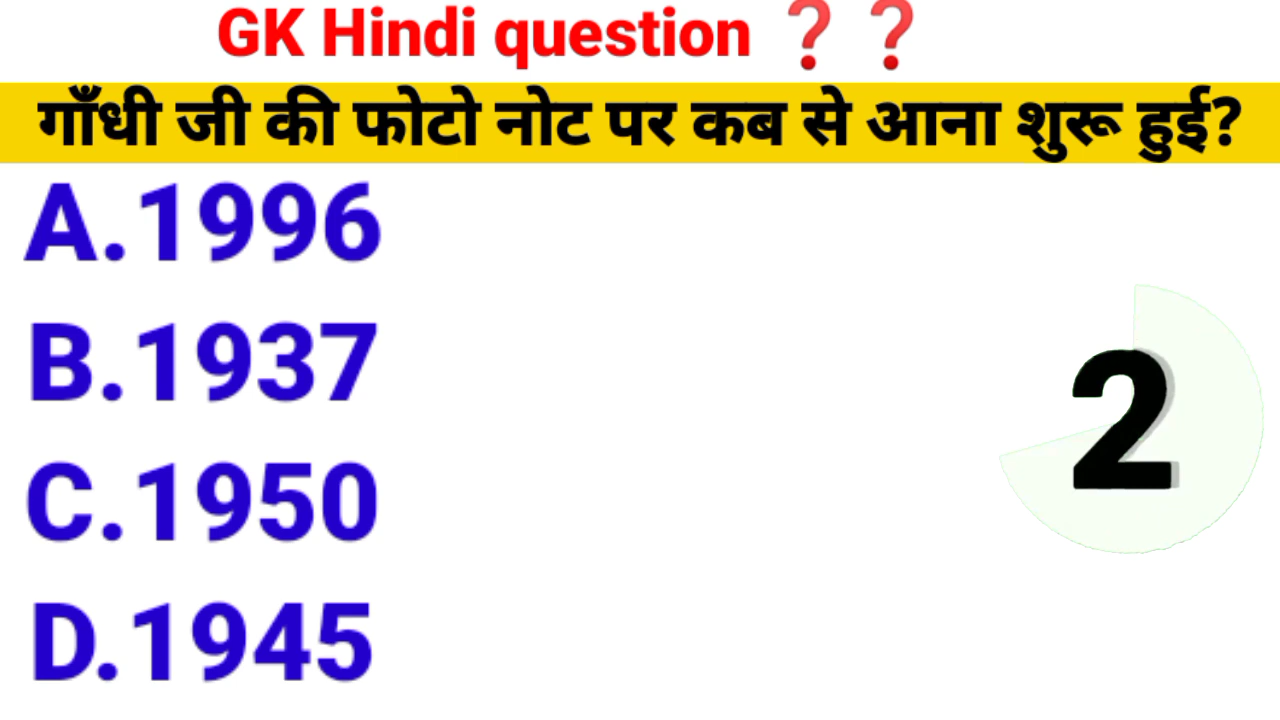 GK Hindi question ❓❓
गाँधी जी की फोटो नोट पर कब से आना शुरू हुई?
A.1996
B.1937
C.1950
D.1945
2